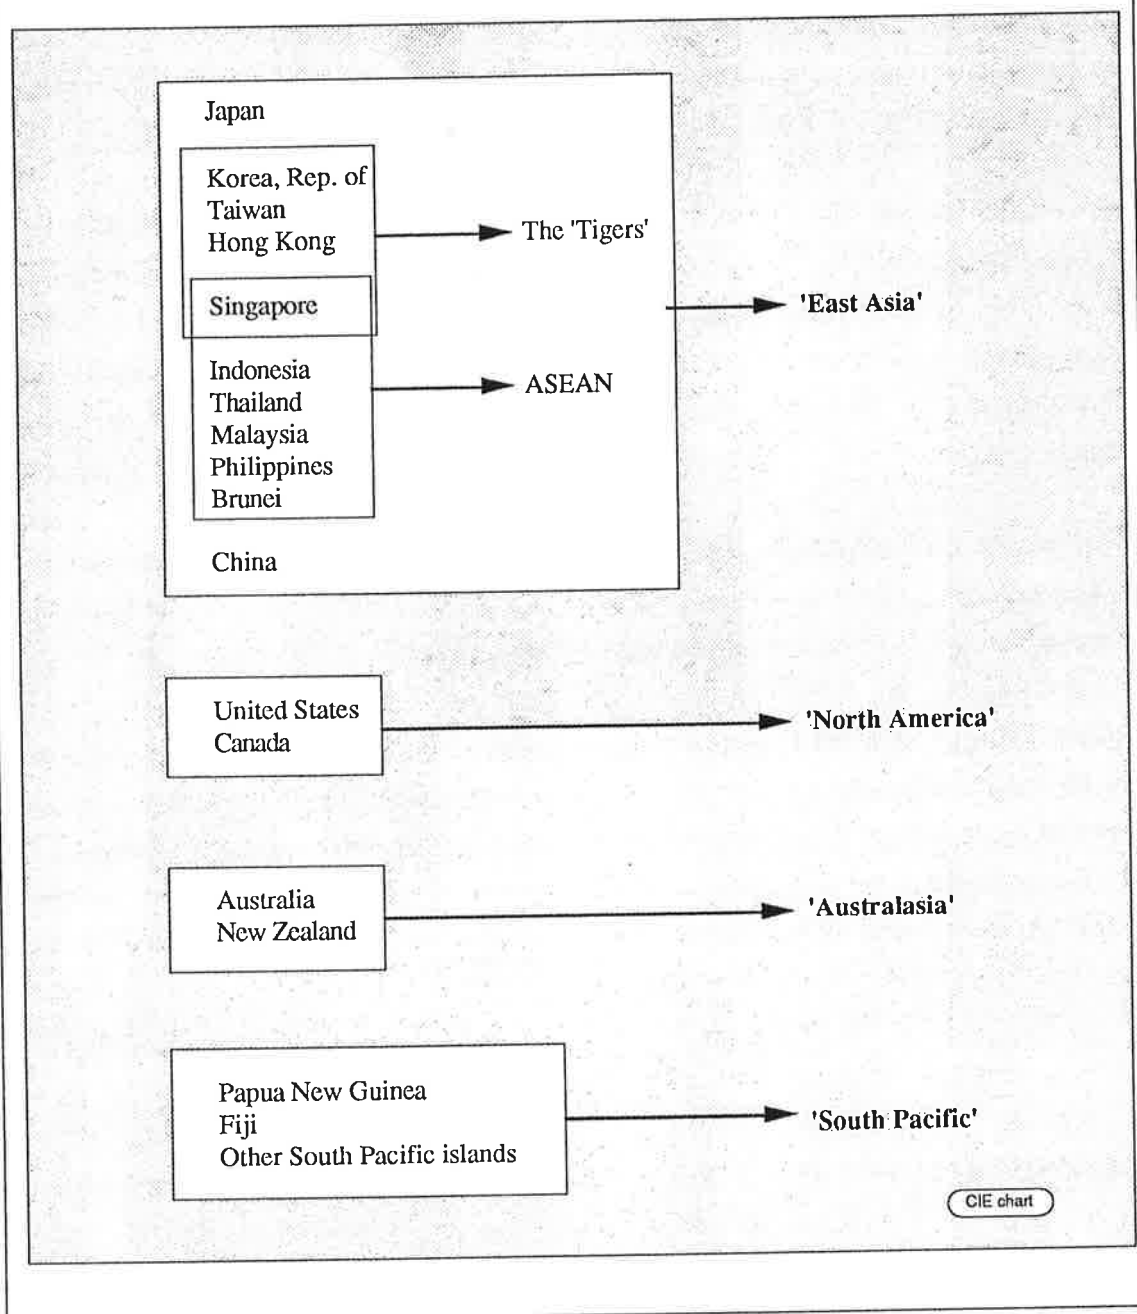 Japan
Korea, Rep. of
Taiwan
Hong Kong
The 'Tigers'
Singapore
'East Asia'
Indonesia
Thailand
Malaysia
Philippines
Brunei
ASEAN
China
United States
Canada
'North America'
Australia
New Zealand
'Australasia'
Papua New Guinea
Fiji
Other South Pacific islands
'South Pacific'
CIE chart